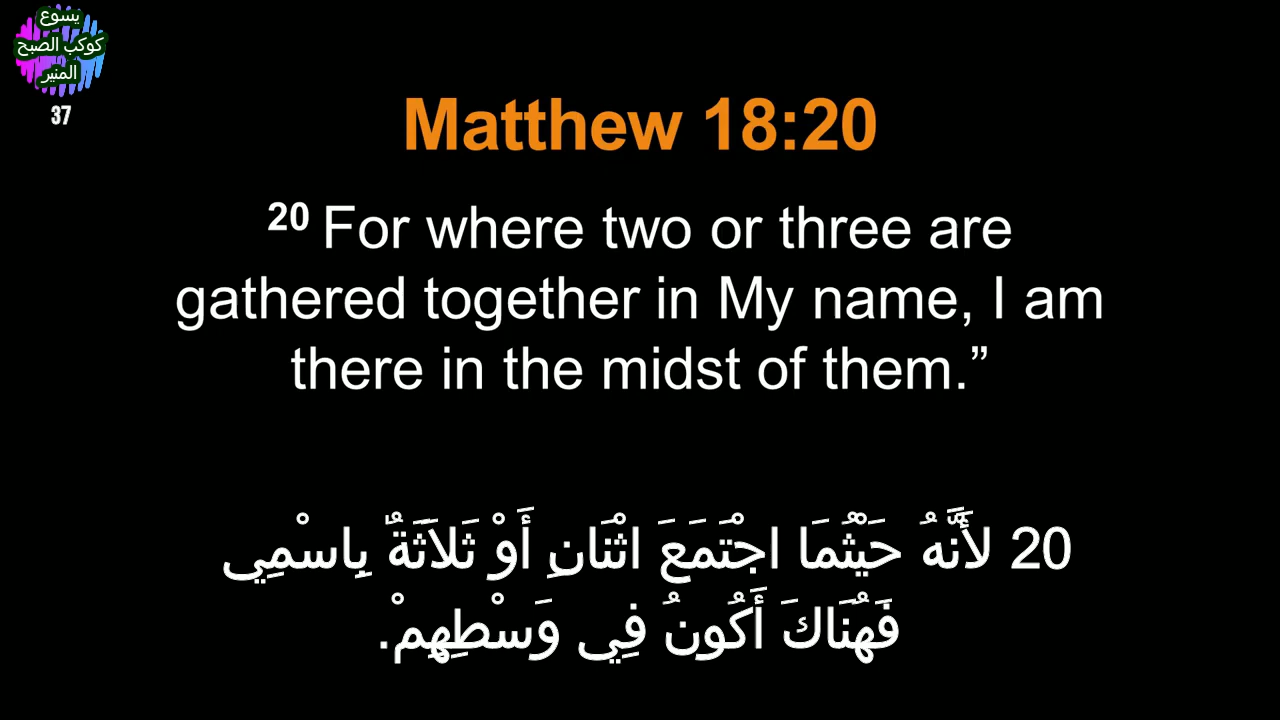 يسوع
كوكب الصبح
المنير
37
Matthew 18:20
20 For where two or three are
gathered together in My name, I am
there in the midst of them.”
20 لأَنَّهُ حَيْثُمَا اجْتَمَعَ اثْنَانِ أَوْ ثَلاَثَةٌ بِاسْمِي
فَهُنَاكَ أَكُونُ فِي وَسْطِهِمْ.